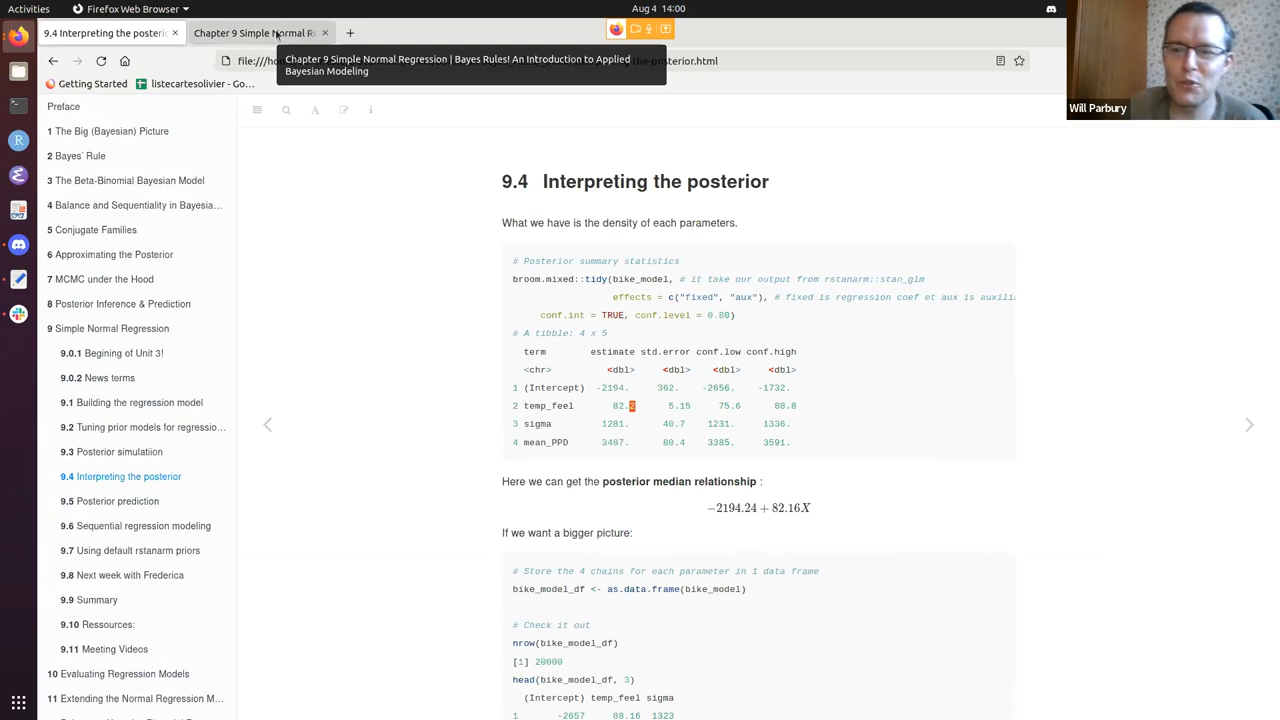 Activities
Firefox Web Browser
Aug 4 14:00
9.4 Interpreting the posteri
Chapter 9 Simple Normal R
Chapter 9 Simple Normal Regression | Bayes Rules! An Introduction to Applied
Bayesian Modeling
file:///ho
the-posterior.html
Getting Started
listecartesolivier - Go...
Will Parbury
Preface
1 The Big (Bayesian) Picture
2 Bayes' Rule
3 The Beta-Binomial Bayesian Model
4 Balance and Sequentiality in Bayesia...
5 Conjugate Families
6 Approximating the Posterior
7 MCMC under the Hood
8 Posterior Inference & Prediction
9 Simple Normal Regression
9.0.1 Begining of Unit 3!
9.0.2 News terms
9.1 Building the regression model
9.2 Tuning prior models for regressio...
9.3 Posterior simulatiion
9.4 Interpreting the posterior
9.5 Posterior prediction
9.6 Sequential regression modeling
9.7 Using default rstanarm priors
9.8 Next week with Frederica
9.9 Summary
9.10 Ressources:
9.11 Meeting Videos
10 Evaluating Regression Models
11 Extending the Normal Regression M...
9.4 Interpreting the posterior
What we have is the density of each parameters.
# Posterior summary statistics
broom.mixed::tidy(bike_model, # it take our output from rstanarm::stan_glm
effects = c("fixed", "aux"), # fixed is regression coef et aux is auxili
conf.int = TRUE, conf.level = 0.80)
# A tibble: 4 x 5
term estimate std.error conf.low conf.high
<chr> <dbl> <dbl> <dbl> <dbl>
1 (Intercept) -2194. 362. -2656. -1732.
2 temp_feel 82.2 5.15 75.6 88.8
3 sigma 1281. 40.7 1231. 1336.
4 mean_PPD 3487. 80.4 3385. 3591.
Here we can get the posterior median relationship :
−2194.24 + 82.16X
If we want a bigger picture:
# Store the 4 chains for each parameter in 1 data frame
bike_model_df <- as.data.frame(bike_model)
# Check it out
nrow(bike_model_df)
[1] 20000
head(bike_model_df, 3)
(Intercept) temp_feel sigma
1 -2657 88.16 1323